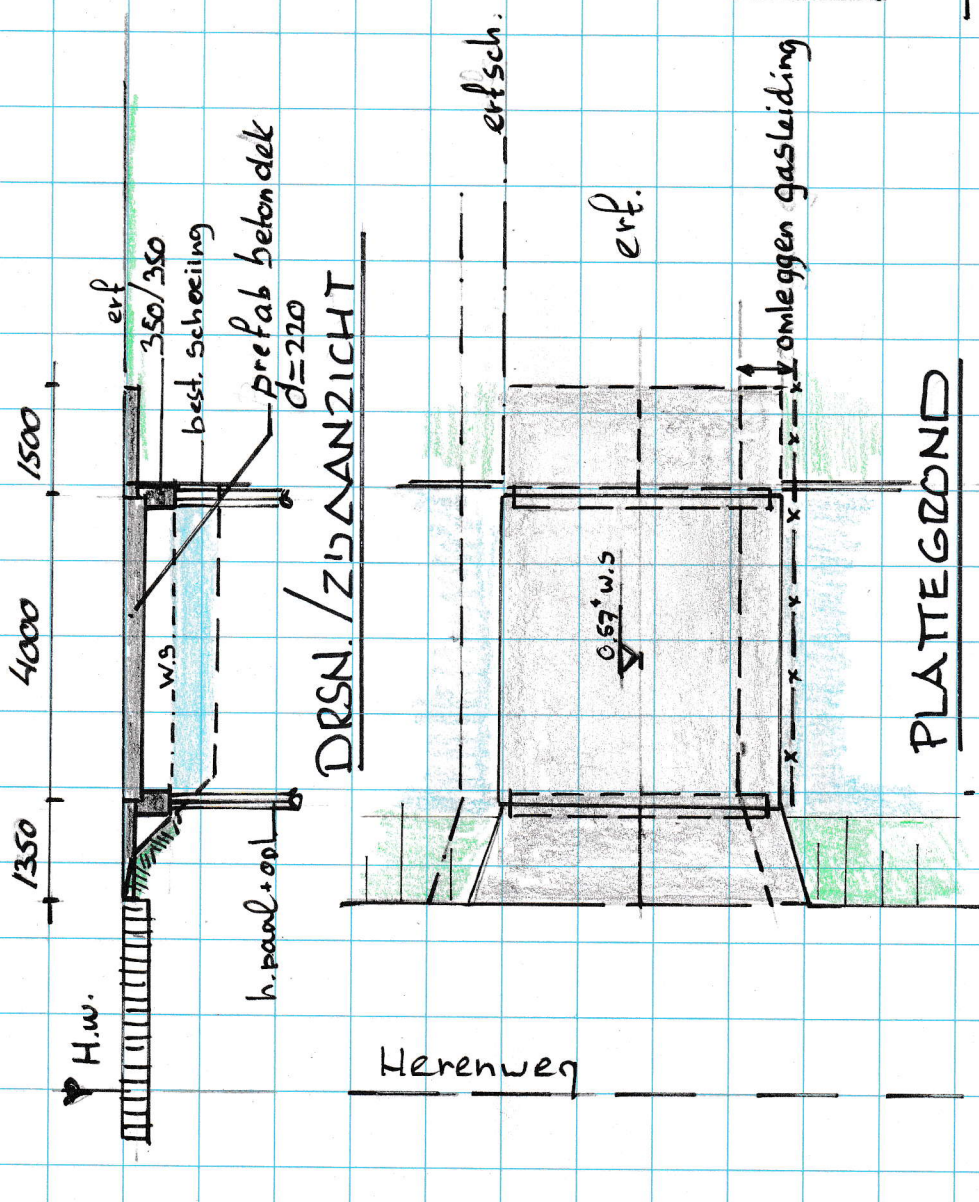 1350
4000
1500
H.W.
erf
350/350
best. schoeiing
prefab betondek
d=220
W.S
h.paal+opl
DRSN./ZIJAANZICHT
erfsch.
erf.
0.57+ W.S
omleggen gasleiding
Herenweg
PLATTEGROND